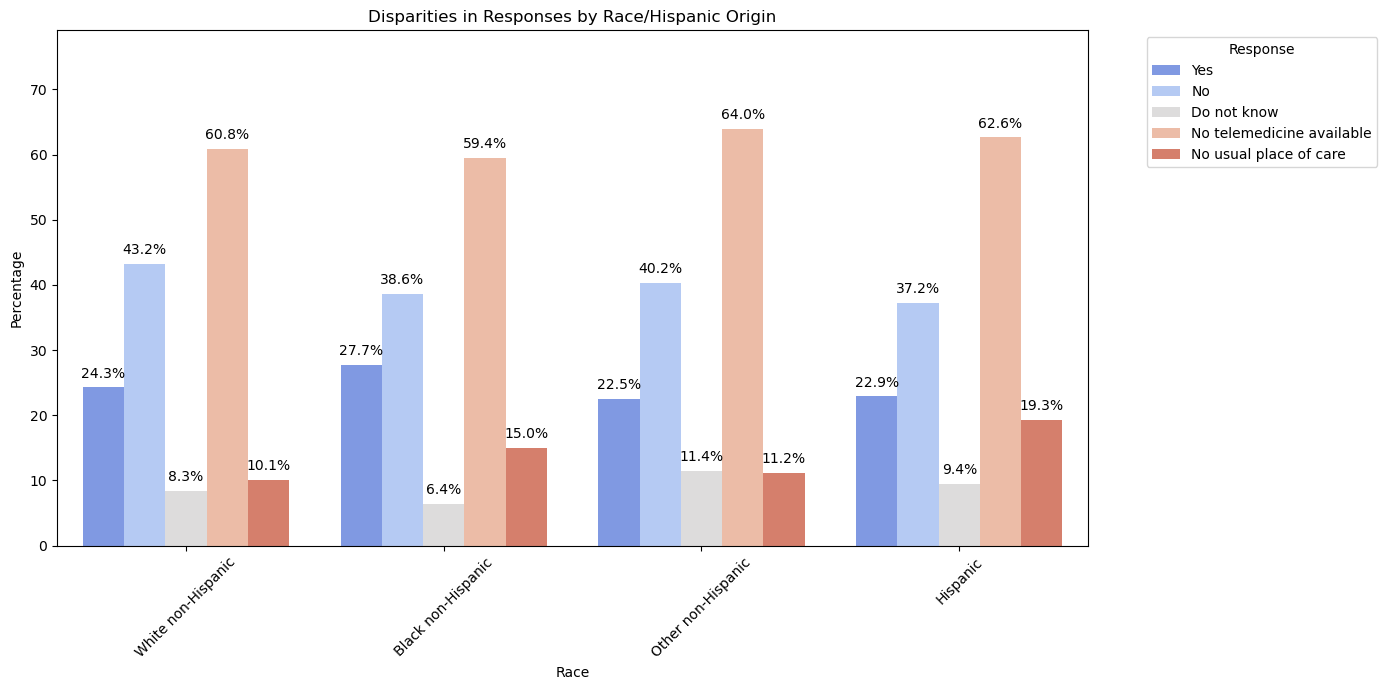 Disparities in Responses by Race/Hispanic Origin
Response
Yes
No
Do not know
No telemedicine available
No usual place of care
Percentage
70
60
50
40
30
20
10
0
24.3%
43.2%
8.3%
60.8%
10.1%
27.7%
38.6%
6.4%
59.4%
15.0%
22.5%
40.2%
11.4%
64.0%
11.2%
22.9%
37.2%
9.4%
62.6%
19.3%
White non-Hispanic
Black non-Hispanic
Other non-Hispanic
Hispanic
Race